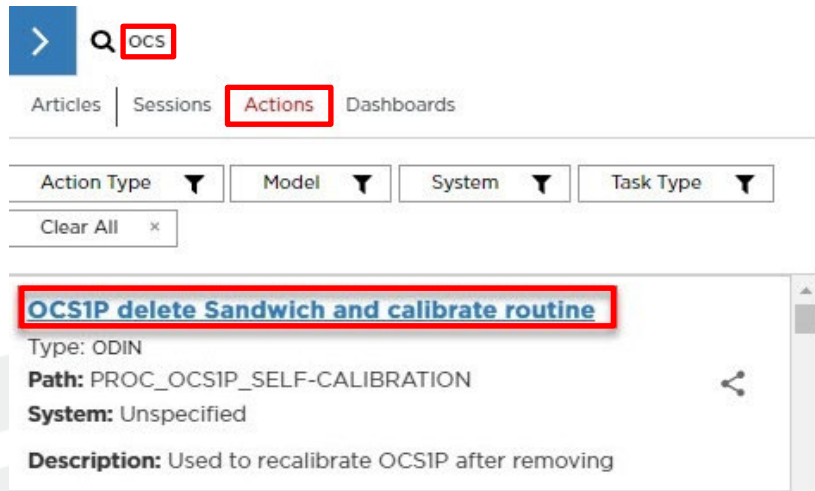 ocs
Articles Sessions Actions Dashboards
Action Type Model System Task Type
Clear All ×
OCS1P delete Sandwich and calibrate routine
Type: ODIN
Path: PROC_OCS1P_SELF-CALIBRATION
System: Unspecified
Description: Used to recalibrate OCS1P after removing